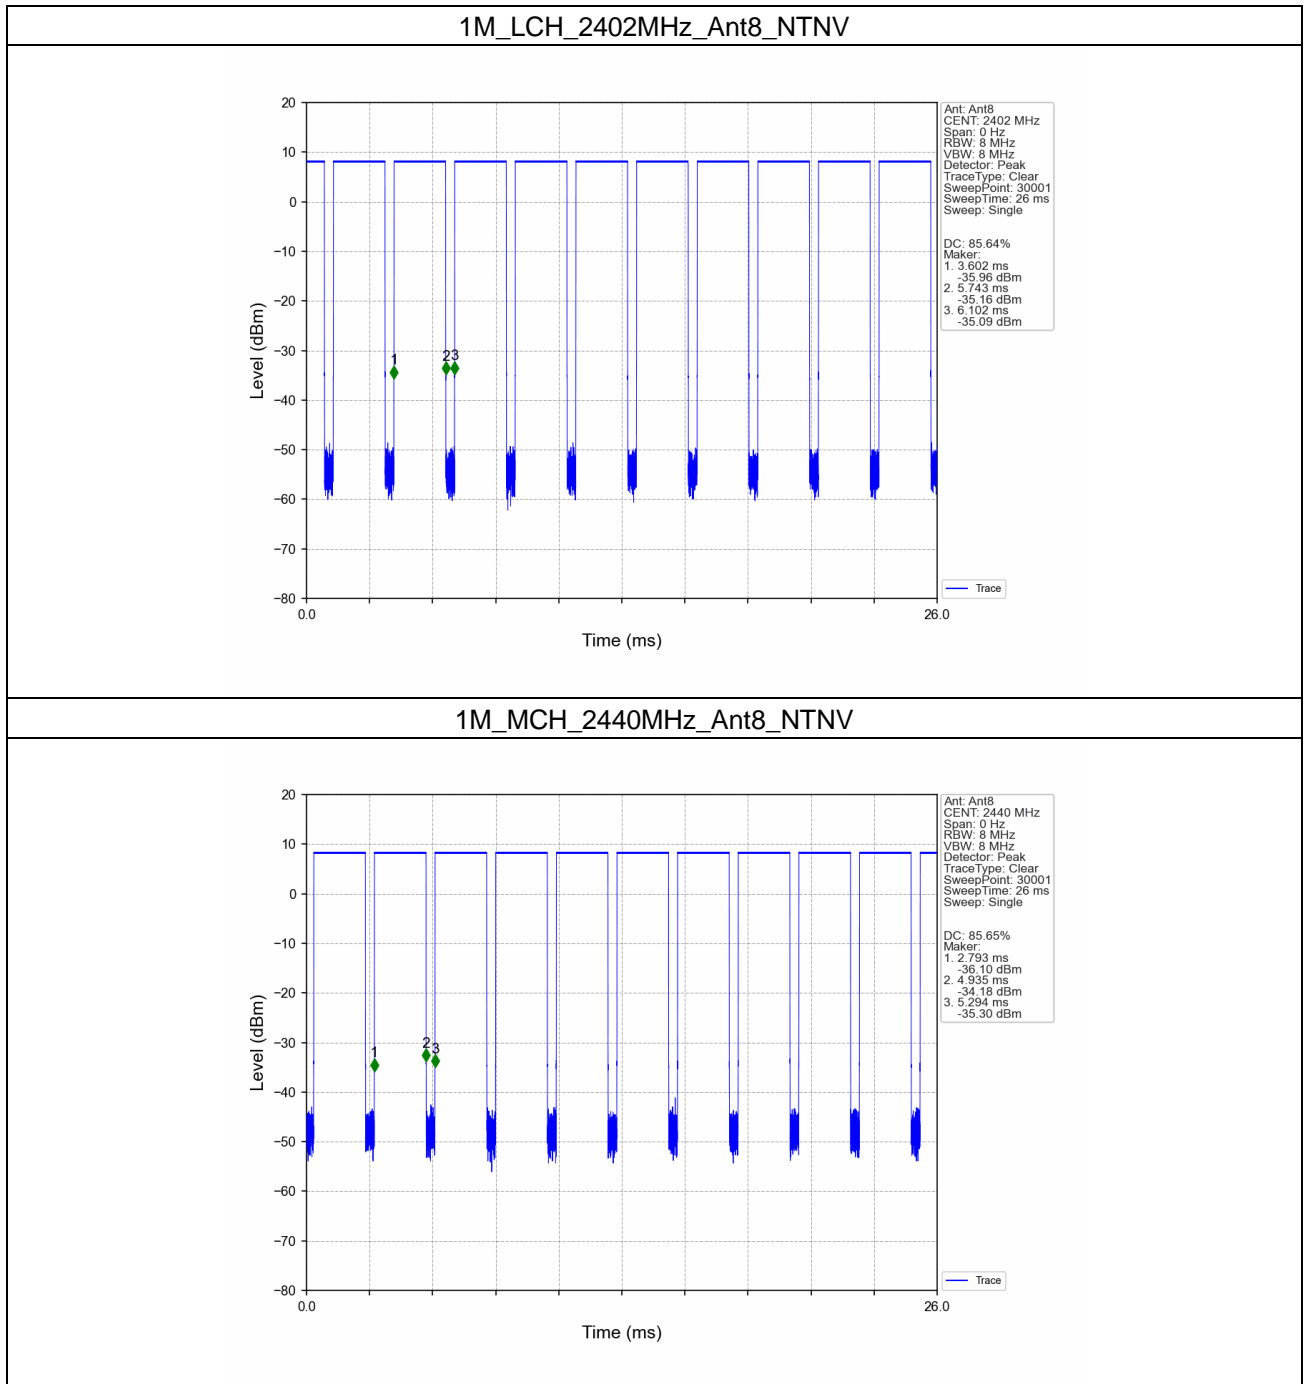 1M_LCH_2402MHz_Ant8_NTNV
20
10
0
−10
−20
−30
−40
−50
−60
−70
−80
Level (dBm)
1
2
3
0.0
26.0
Time (ms)
Ant: Ant8
CENT: 2402 MHz
Span: 0 Hz
RBW: 8 MHz
VBW: 8 MHz
Detector: Peak
TraceType: Clear
SweepPoint: 30001
SweepTime: 26 ms
Sweep: Single
DC: 85.64%
Maker:
1. 3.602 ms
-35.96 dBm
2. 5.743 ms
-35.16 dBm
3. 6.102 ms
-35.09 dBm
Trace
1M_MCH_2440MHz_Ant8_NTNV
20
10
0
−10
−20
−30
−40
−50
−60
−70
−80
Level (dBm)
1
2
3
0.0
26.0
Time (ms)
Ant: Ant8
CENT: 2440 MHz
Span: 0 Hz
RBW: 8 MHz
VBW: 8 MHz
Detector: Peak
TraceType: Clear
SweepPoint: 30001
SweepTime: 26 ms
Sweep: Single
DC: 85.65%
Maker:
1. 2.793 ms
-36.10 dBm
2. 4.935 ms
-34.18 dBm
3. 5.294 ms
-35.30 dBm
Trace